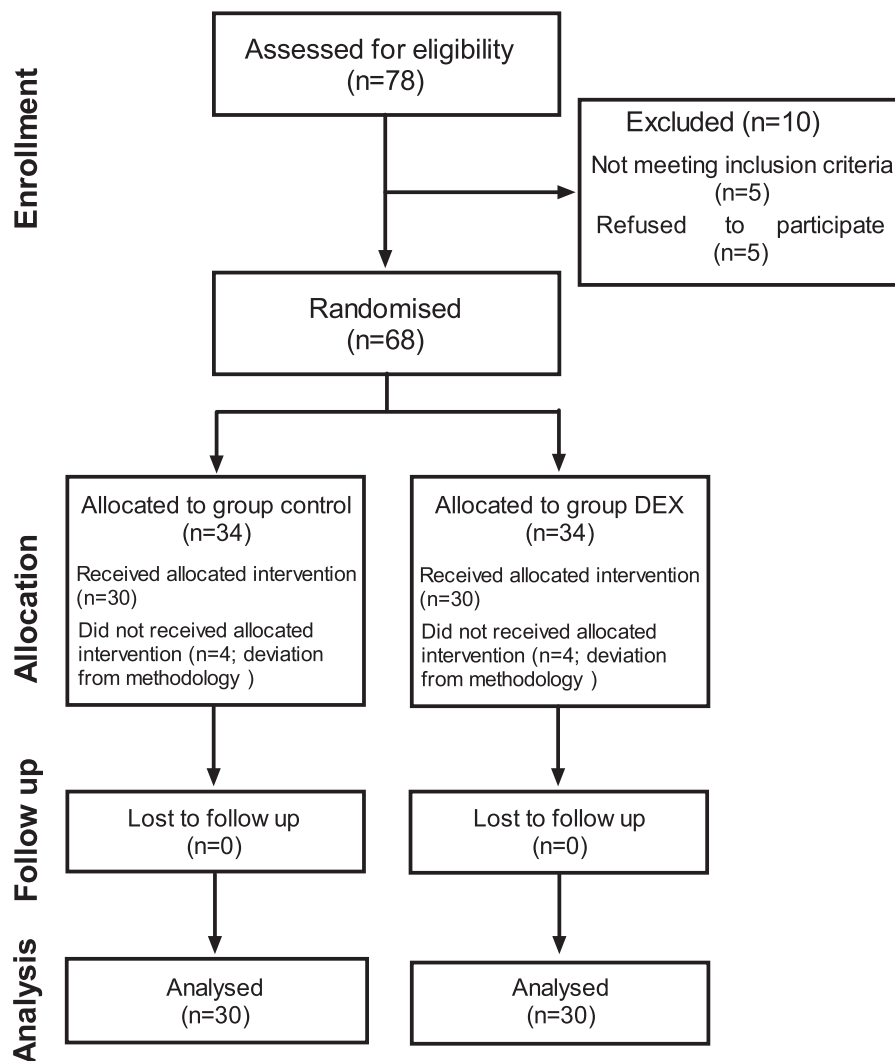 Enrollment
Assessed for eligibility
(n=78)
Excluded (n=10)
Not meeting inclusion criteria
(n=5)
Refused to participate
(n=5)
Randomised
(n=68)
Allocation
Allocated to group control
(n=34)
Received allocated intervention
(n=30)
Did not received allocated
intervention (n=4; deviation
from methodology )
Allocated to group DEX
(n=34)
Received allocated intervention
(n=30)
Did not received allocated
intervention (n=4; deviation
from methodology )
Follow up
Lost to follow up
(n=0)
Lost to follow up
(n=0)
Analysis
Analysed
(n=30)
Analysed
(n=30)